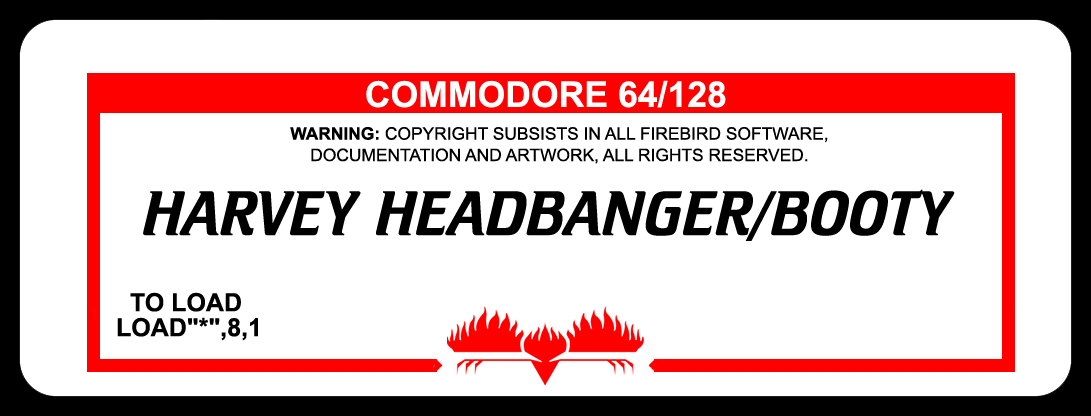 COMMODORE 64/128
WARNING: COPYRIGHT SUBSISTS IN ALL FIREBIRD SOFTWARE,
DOCUMENTATION AND ARTWORK, ALL RIGHTS RESERVED.
HARVEY HEADBANGER/BOOTY
TO LOAD
LOAD"*",8,1